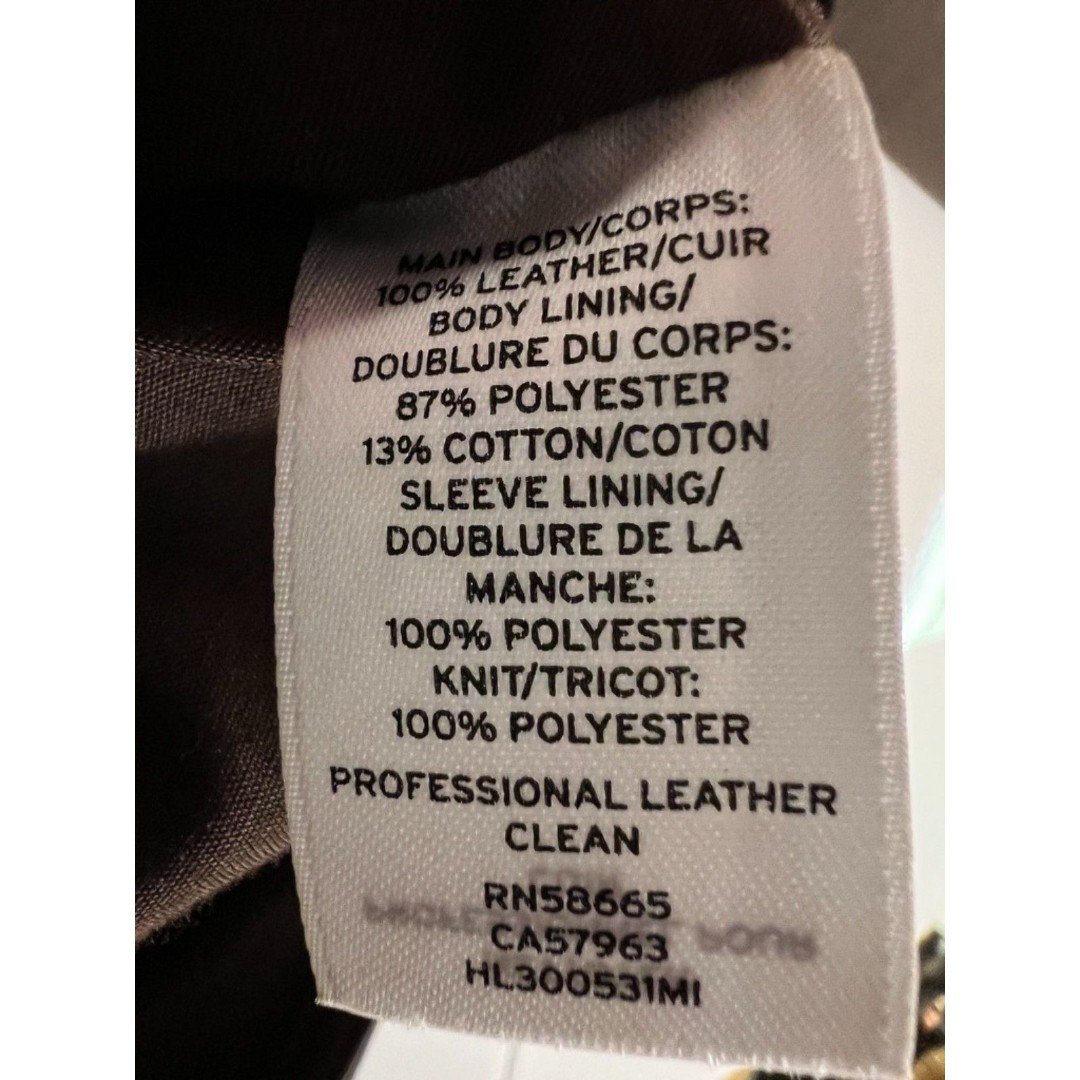 MAIN BODY/CORPS:
100% LEATHER/CUIR
BODY LINING/
DOUBLURE DU CORPS:
87% POLYESTER
13% COTTON/COTON
SLEEVE LINING/
DOUBLURE DE LA
MANCHE:
100% POLYESTER
KNIT/TRICOT:
100% POLYESTER
PROFESSIONAL LEATHER
CLEAN
RN58665
CA57963
HL300531MI